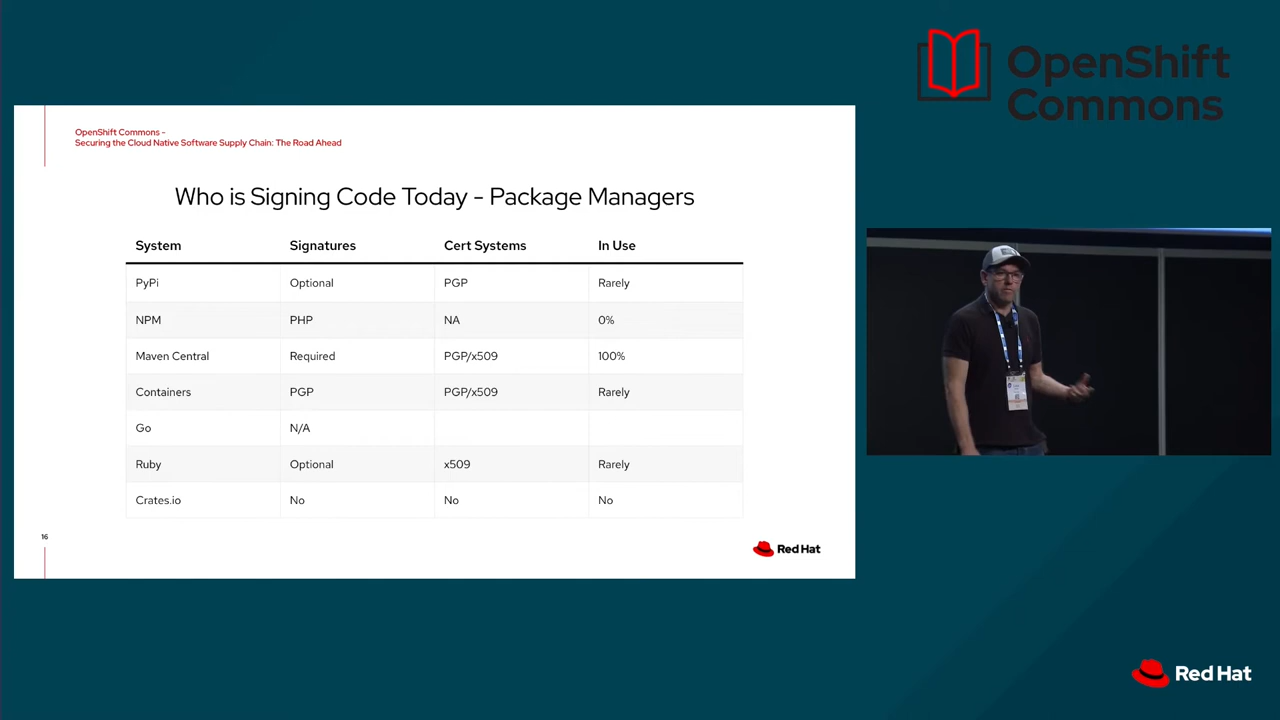 OpenShift
Commons
OpenShift Commons -
Securing the Cloud Native Software Supply Chain: The Road Ahead
Who is Signing Code Today - Package Managers
System Signatures Cert Systems In Use
PyPi Optional PGP Rarely
NPM PHP NA 0%
Maven Central Required PGP/x509 100%
Containers PGP PGP/x509 Rarely
Go N/A
Ruby Optional x509 Rarely
Crates.io No No No
16
Red Hat
Red Hat